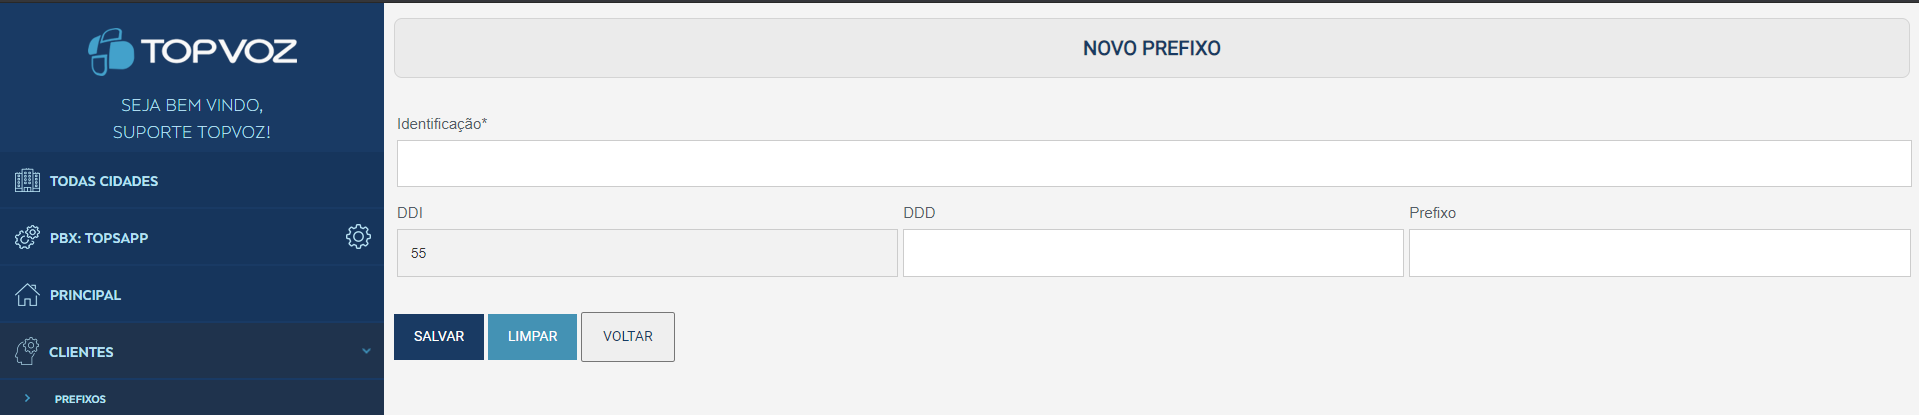 TOPVOZ
SEJA BEM VINDO,
SUPORTE TOPVOZ!
TODAS CIDADES
PBX: TOPSAPP
PRINCIPAL
CLIENTES
PREFIXOS
NOVO PREFIXO
Identificação*
DDI DDD Prefixo
55
SALVAR LIMPAR VOLTAR